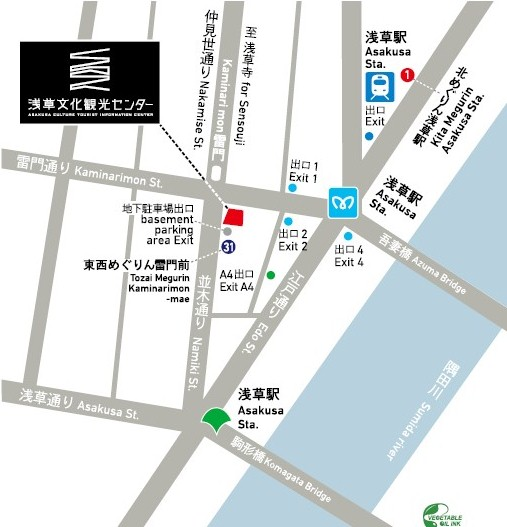 浅草文化観光センター
ASAKUSA CULTURE TOURIST INFORMATION CENTER
仲見世通り Nakamise St.
至 浅草寺 for Sensouji
Kaminarimon 雷門
浅草駅
Asakusa
Sta.
1
出口
Exit
北めぐりん浅草駅
Kita Megurin
Asakusa Sta.
雷門通り Kaminarimon St.
出口 1
Exit 1
浅草駅
Asakusa
Sta.
地下駐車場出口
basement
parking
area Exit
31
出口 2
Exit 2
出口 4
Exit 4
吾妻橋 Azuma Bridge
東西めぐりん雷門前
Tozai Megurin
Kaminarimon
-mae
A4出口
Exit A4
並木通り Namiki St.
江戸通り Edo St.
隅田川
Sumida river
浅草通り Asakusa St.
浅草駅
Asakusa
Sta.
駒形橋 Komagata Bridge
VEGETABLE
OIL INK